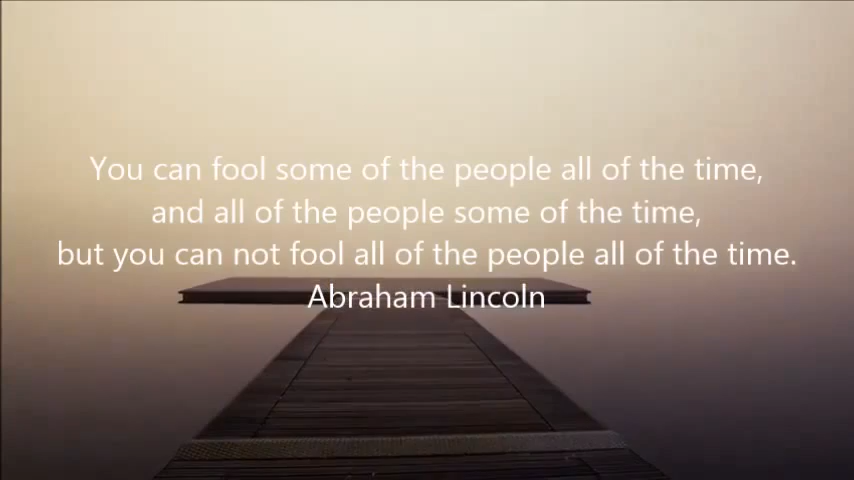 You can fool some of the people all of the time,
and all of the people some of the time,
but you can not fool all of the people all of the time.
Abraham Lincoln